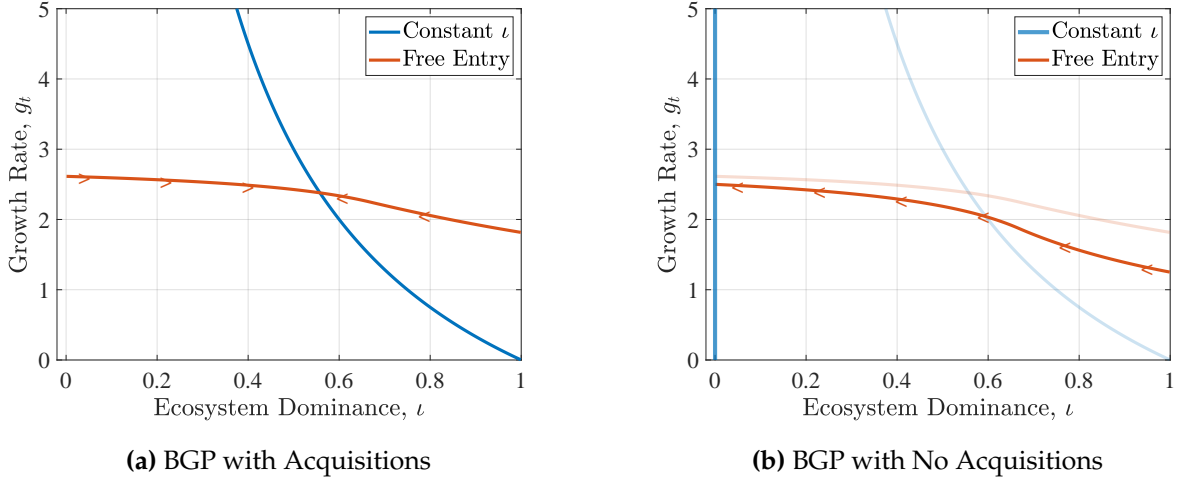 5
4
3
2
1
0
Growth Rate, gₜ
Constant ι
Free Entry
0 0.2 0.4 0.6 0.8 1
Ecosystem Dominance, ι
(a) BGP with Acquisitions
5
4
3
2
1
0
Growth Rate, gₜ
Constant ι
Free Entry
0 0.2 0.4 0.6 0.8 1
Ecosystem Dominance, ι
(b) BGP with No Acquisitions